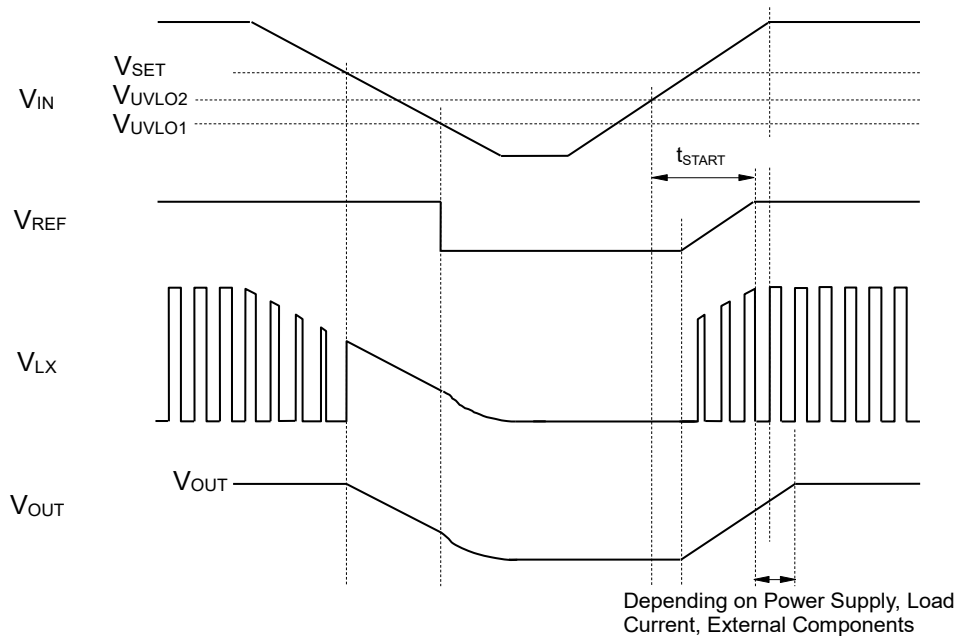 VSET
VIN
VUVLO2
VUVLO1
tSTART
VREF
VLX
VOUT
VOUT
Depending on Power Supply, Load
Current, External Components